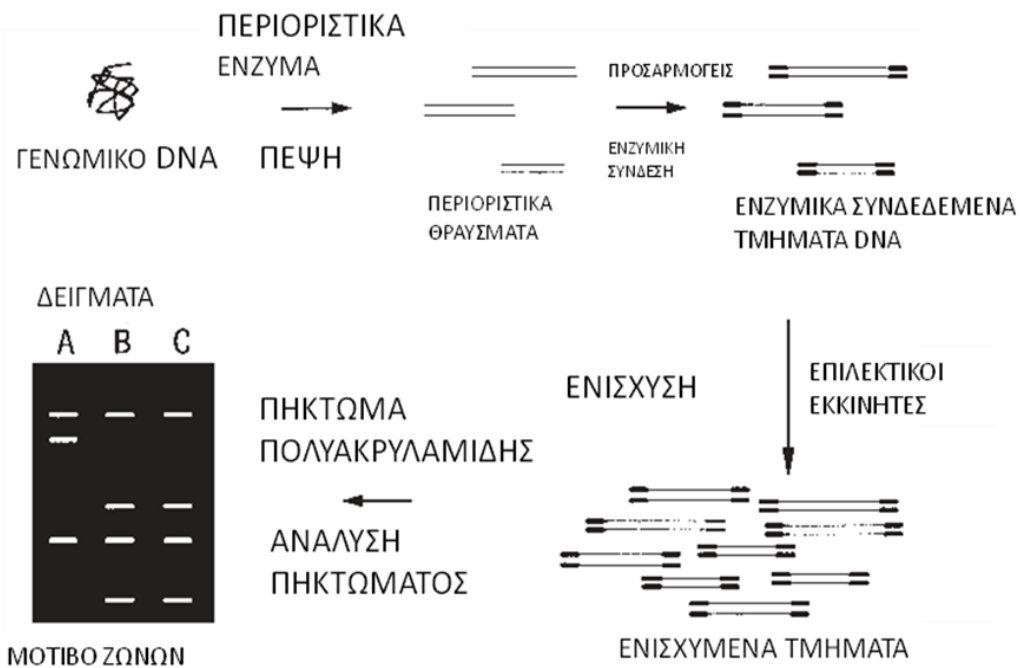 ΠΕΡΙΟΡΙΣΤΙΚΑ
ΕΝΖΥΜΑ
ΓΕΝΩΜΙΚΟ DNA
ΠΕΨΗ
ΠΕΡΙΟΡΙΣΤΙΚΑ
ΘΡΑΥΣΜΑΤΑ
ΠΡΟΣΑΡΜΟΓΕΙΣ
ΕΝΖΥΜΙΚΗ
ΣΥΝΔΕΣΗ
ΕΝΖΥΜΙΚΑ ΣΥΝΔΕΔΕΜΕΝΑ
ΤΜΗΜΑΤΑ DNA
ΕΠΙΛΕΚΤΙΚΟΙ
ΕΚΚΙΝΗΤΕΣ
ΕΝΙΣΧΥΣΗ
ΕΝΙΣΧΥΜΕΝΑ ΤΜΗΜΑΤΑ
ΠΗΚΤΩΜΑ
ΠΟΛΥΑΚΡΥΛΑΜΙΔΗΣ
ΑΝΑΛΥΣΗ
ΠΗΚΤΩΜΑΤΟΣ
ΔΕΙΓΜΑΤΑ
A B C
ΜΟΤΙΒΟ ΖΩΝΩΝ